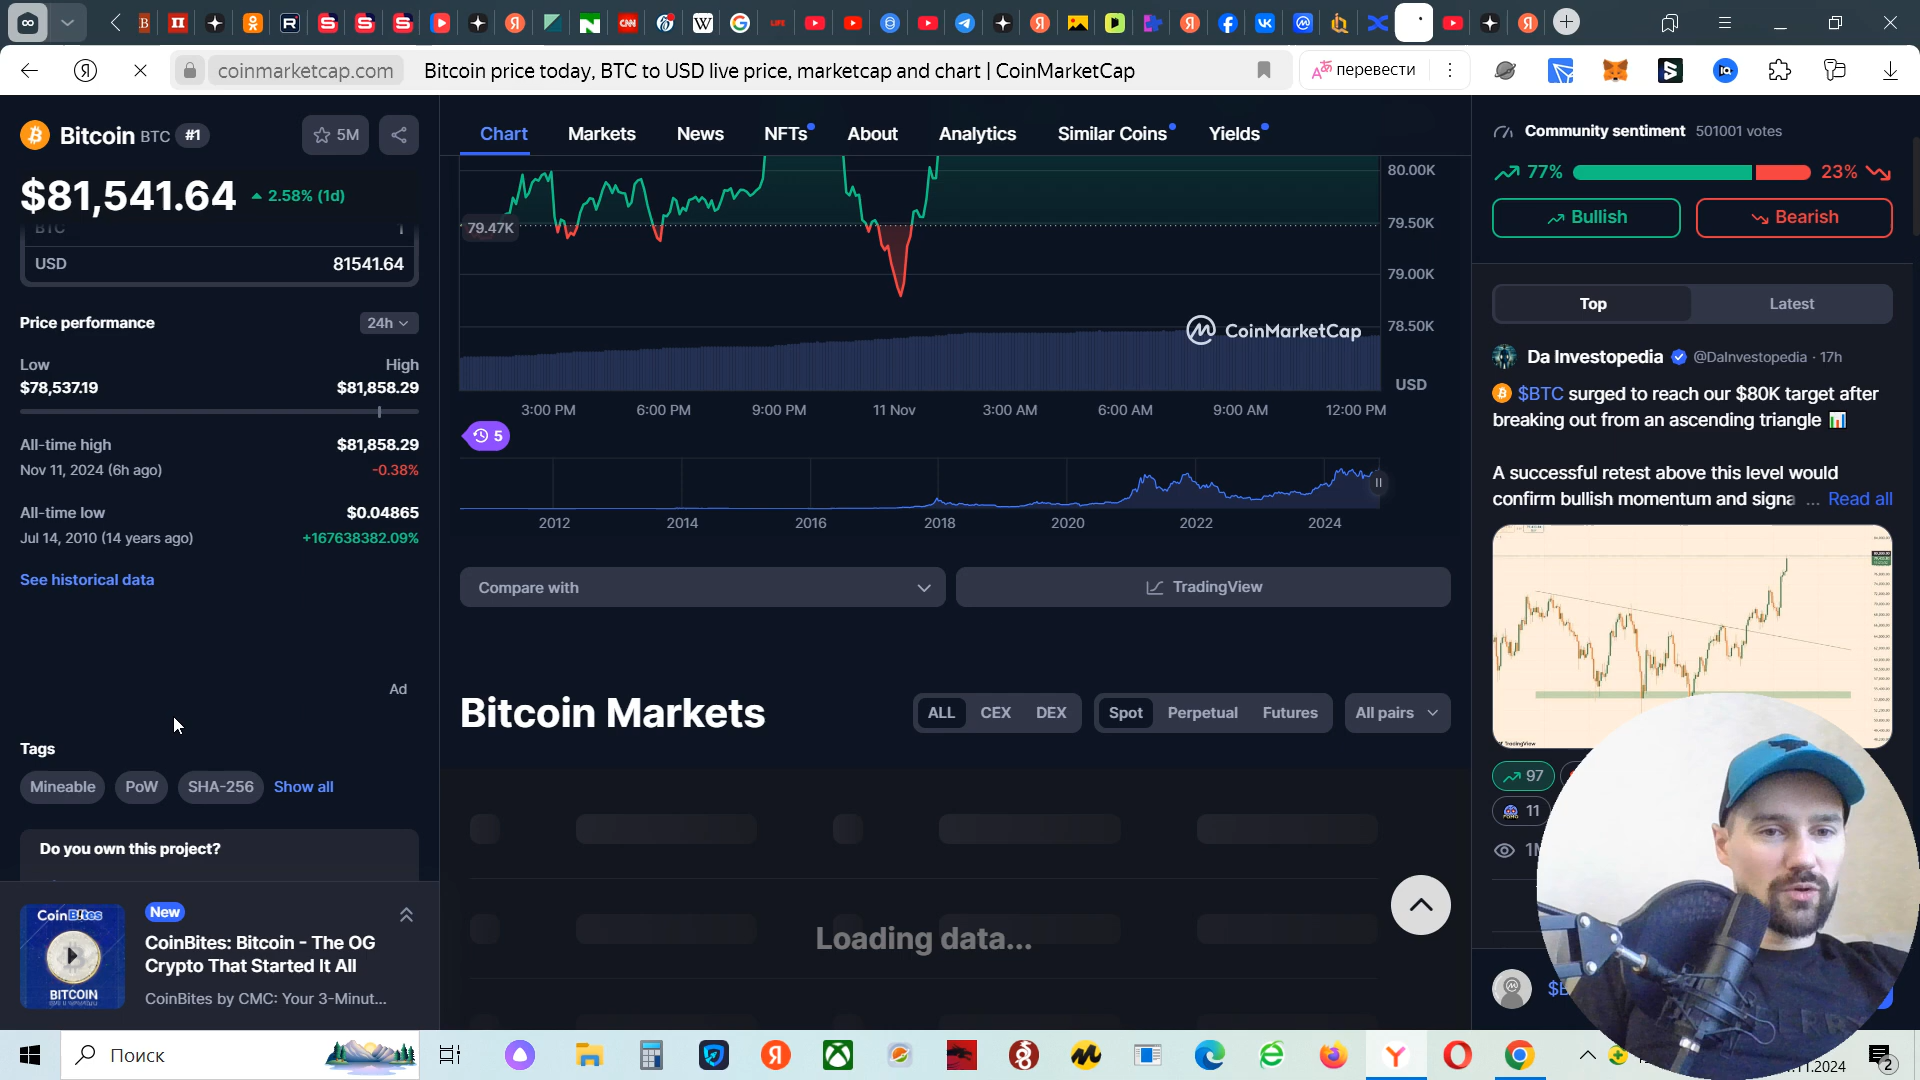 coinmarketcap.com
Bitcoin price today, BTC to USD live price, marketcap and chart | CoinMarketCap
перевести
Bitcoin BTC #1
5M
$81,541.64
2.58% (1d)
BTC
1
USD
81541.64
Price performance
24h
Low
High
$78,537.19
$81,858.29
All-time high
$81,858.29
Nov 11, 2024 (6h ago)
-0.38%
All-time low
$0.04865
Jul 14, 2010 (14 years ago)
+167638382.09%
See historical data
Ad
Tags
Mineable
PoW
SHA-256
Show all
Do you own this project?
CoinBites
BITCOIN
New
CoinBites: Bitcoin - The OG
Crypto That Started It All
CoinBites by CMC: Your 3-Minut...
Chart
Markets
News
NFTs
About
Analytics
Similar Coins
Yields
79.47K
80.00K
79.50K
79.00K
78.50K
CoinMarketCap
USD
3:00 PM
6:00 PM
9:00 PM
11 Nov
3:00 AM
6:00 AM
9:00 AM
12:00 PM
5
2012
2014
2016
2018
2020
2022
2024
Compare with
TradingView
Bitcoin Markets
ALL
CEX
DEX
Spot
Perpetual
Futures
All pairs
Loading data...
Community sentiment 501001 votes
77%
23%
Bullish
Bearish
Top
Latest
Da Investopedia @DaInvestopedia · 17h
$BTC surged to reach our $80K target after
breaking out from an ascending triangle
A successful retest above this level would
confirm bullish momentum and signa ... Read all
TradingView
97
11
Поиск
11.2024
2